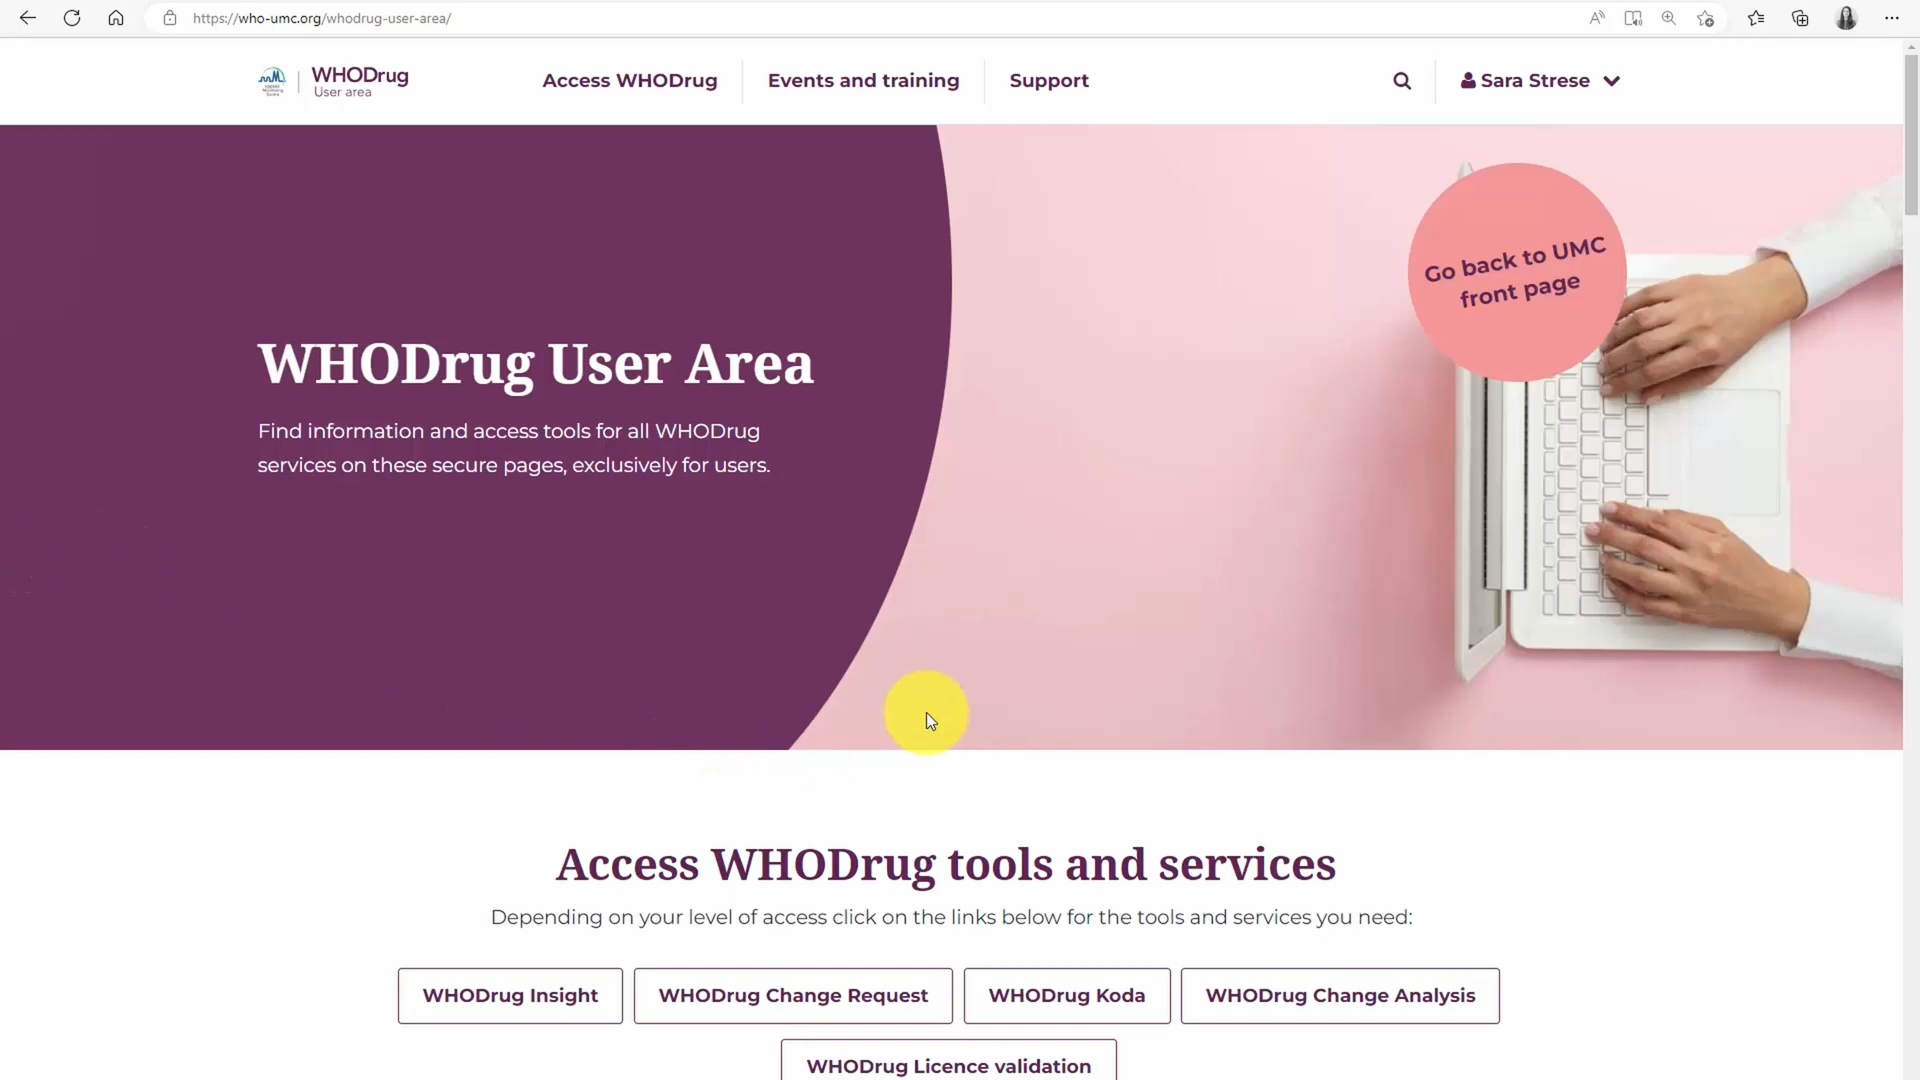 https://who-umc.org/whodrug-user-area/
WHODrug
User area
Access WHODrug
Events and training
Support
Sara Strese
Go back to UMC
front page
WHODrug User Area
Find information and access tools for all WHODrug
services on these secure pages, exclusively for users.
Access WHODrug tools and services
Depending on your level of access click on the links below for the tools and services you need:
WHODrug Insight
WHODrug Change Request
WHODrug Koda
WHODrug Change Analysis
WHODrug Licence validation